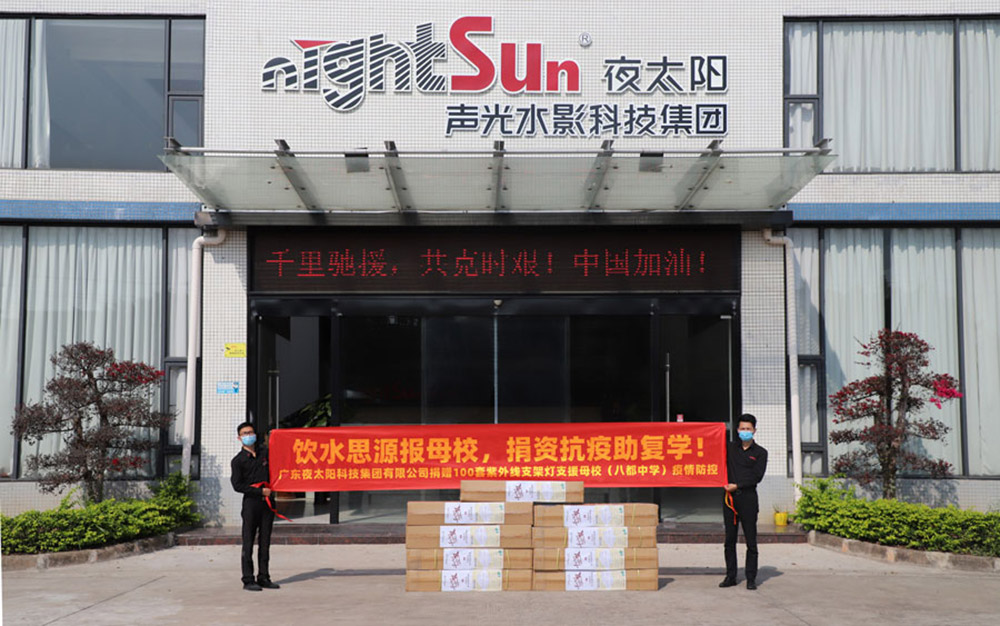 nightSun® 夜太阳
声光水影科技集团
千里驰援，共克时艰！中国加油！
饮水思源报母校，捐资抗疫助复学！
广东夜太阳科技集团有限公司捐赠100套紫外线支架灯支援母校（八都中学）疫情防控